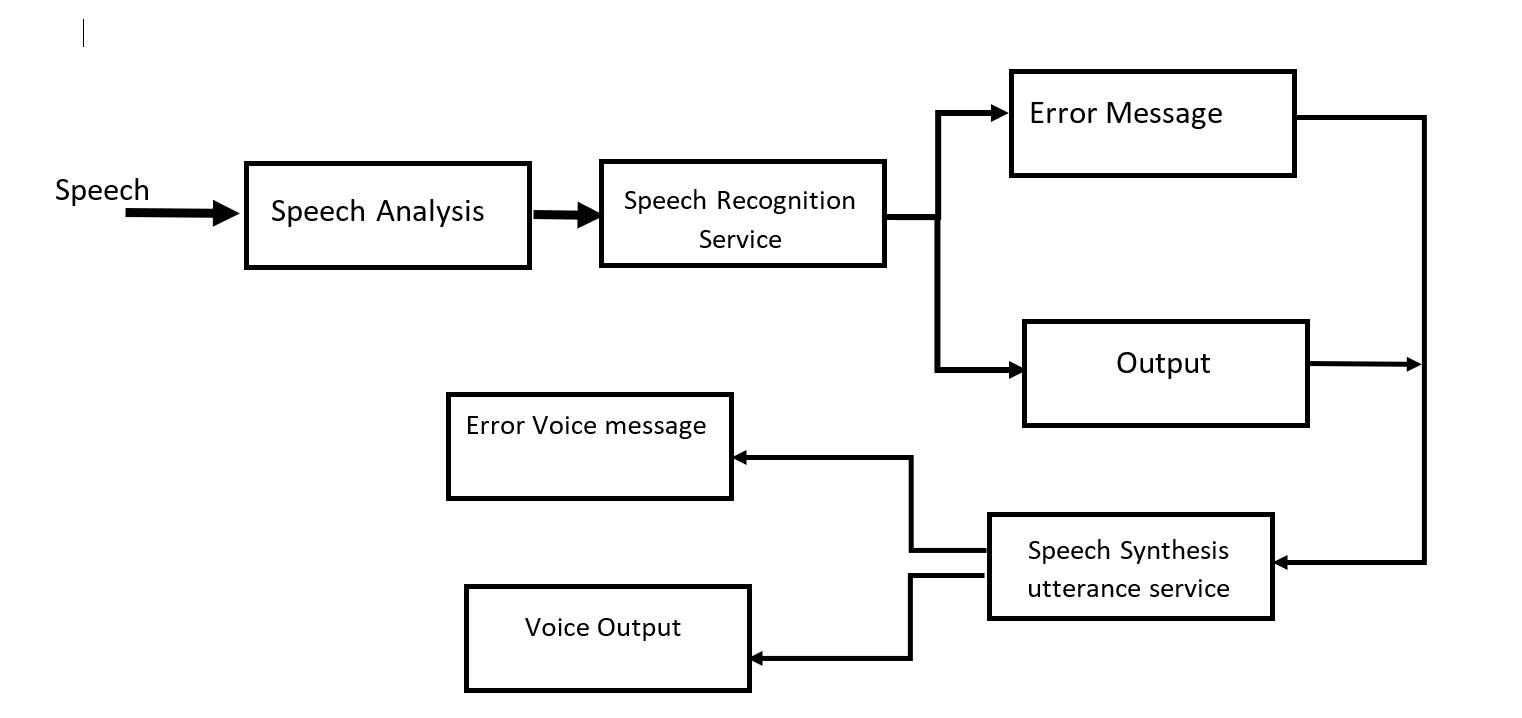 Speech
Speech Analysis
Speech Recognition
Service
Error Message
Output
Error Voice message
Speech Synthesis
utterance service
Voice Output